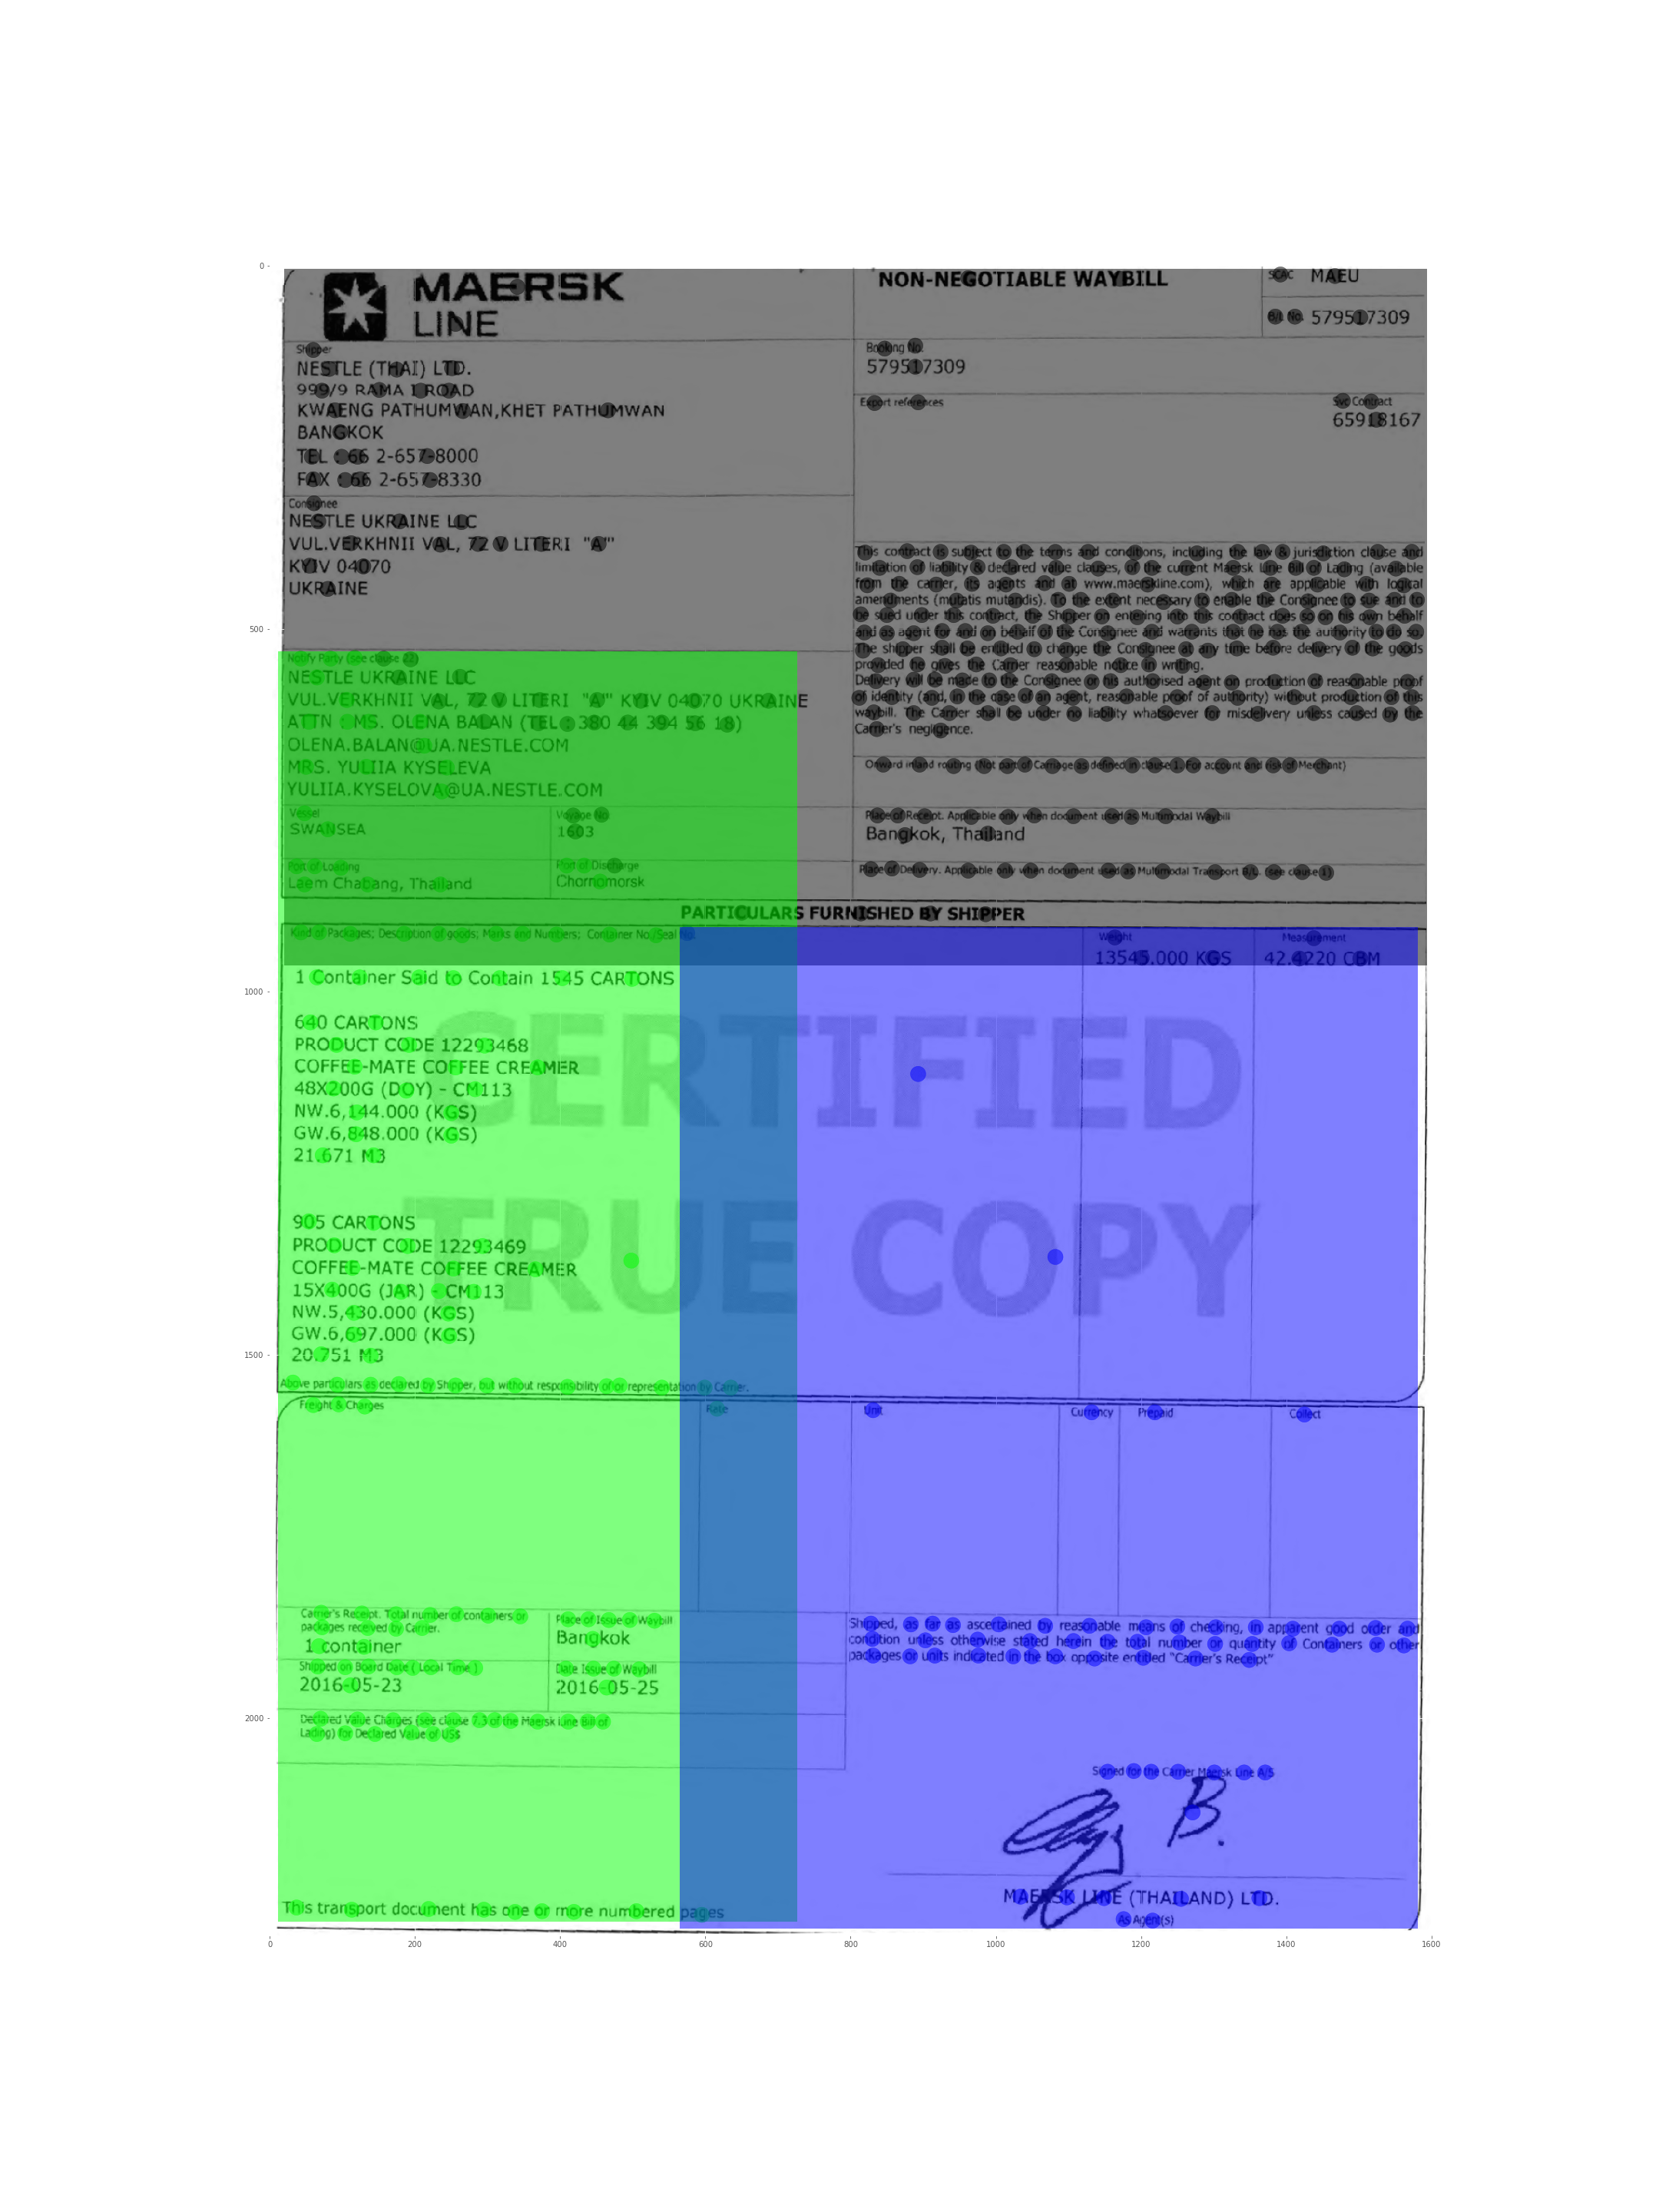 MAERSK
LINE
NON-NEGOTIABLE WAYBILL
SCAC MAEU
B/L No. 579517309
Shipper
NESTLE (THAI) LTD.
999/9 RAMA I ROAD
KWAENG PATHUMWAN,KHET PATHUMWAN
BANGKOK
TEL : 66 2-657-8000
FAX : 66 2-657-8330
Booking No.
579517309
Export references
Svc Contract
65918167
Consignee
NESTLE UKRAINE LLC
VUL.VERKHNII VAL, 72 V LITERI "A"
KYIV 04070
UKRAINE
This contract is subject to the terms and conditions, including the law & jurisdiction clause and
limitation of liability & declared value clauses, of the current Maersk Line Bill of Lading (available
from the carrier, its agents and at www.maerskline.com), which are applicable with logical
amendments (mutatis mutandis). To the extent necessary to enable the Consignee to sue and to
be sued under this contract, the Shipper on entering into this contract does so on his own behalf
and as agent for and on behalf of the Consignee and warrants that he has the authority to do so.
The shipper shall be entitled to change the Consignee at any time before delivery of the goods
provided he gives the Carrier reasonable notice in writing.
Delivery will be made to the Consignee or his authorised agent on production of reasonable proof
of identity (and, in the case of an agent, reasonable proof of authority) without production of this
waybill. The Carrier shall be under no liability whatsoever for misdelivery unless caused by the
Carrier's negligence.
Notify Party (see clause 22)
NESTLE UKRAINE LLC
VUL.VERKHNII VAL, 72 V LITERI "A" KYIV 04070 UKRAINE
ATTN : MS. OLENA BALAN (TEL : 380 44 394 56 18)
OLENA.BALAN@UA.NESTLE.COM
MRS. YULIIA KYSELEVA
YULIIA.KYSELOVA@UA.NESTLE.COM
Onward inland routing (Not part of Carriage as defined in clause 1. For account and risk of Merchant)
Vessel
SWANSEA
Voyage No.
1603
Place of Receipt. Applicable only when document used as Multimodal Waybill
Bangkok, Thailand
Port of Loading
Laem Chabang, Thailand
Port of Discharge
Chornomorsk
Place of Delivery. Applicable only when document used as Multimodal Transport B/L. (see clause 1)
PARTICULARS FURNISHED BY SHIPPER
Kind of Packages; Description of goods; Marks and Numbers; Container No./Seal No.
Weight
13545.000 KGS
Measurement
42.4220 CBM
1 Container Said to Contain 1545 CARTONS
640 CARTONS
PRODUCT CODE 12293468
COFFEE-MATE COFFEE CREAMER
48X200G (DOY) - CM113
NW.6,144.000 (KGS)
GW.6,848.000 (KGS)
21.671 M3
CERTIFIED
TRUE COPY
905 CARTONS
PRODUCT CODE 12293469
COFFEE-MATE COFFEE CREAMER
15X400G (JAR) - CM113
NW.5,430.000 (KGS)
GW.6,697.000 (KGS)
20.751 M3
Above particulars as declared by Shipper, but without responsibility of or representation by Carrier.
Freight & Charges Rate Unit Currency Prepaid Collect
Carrier's Receipt. Total number of containers or
packages received by Carrier.
1 container
Place of Issue of Waybill
Bangkok
Shipped on Board Date ( Local Time )
2016-05-23
Date Issue of Waybill
2016-05-25
Declared Value Charges (see clause 7.3 of the Maersk Line Bill of
Lading) for Declared Value of US$
Shipped, as far as ascertained by reasonable means of checking, in apparent good order and
condition unless otherwise stated herein the total number or quantity of Containers or other
packages or units indicated in the box opposite entitled "Carrier's Receipt"
Signed for the Carrier Maersk Line A/S
B.
MAERSK LINE (THAILAND) LTD.
As Agent(s)
This transport document has one or more numbered pages
0
500
1000
1500
2000
0 200 400 600 800 1000 1200 1400 1600